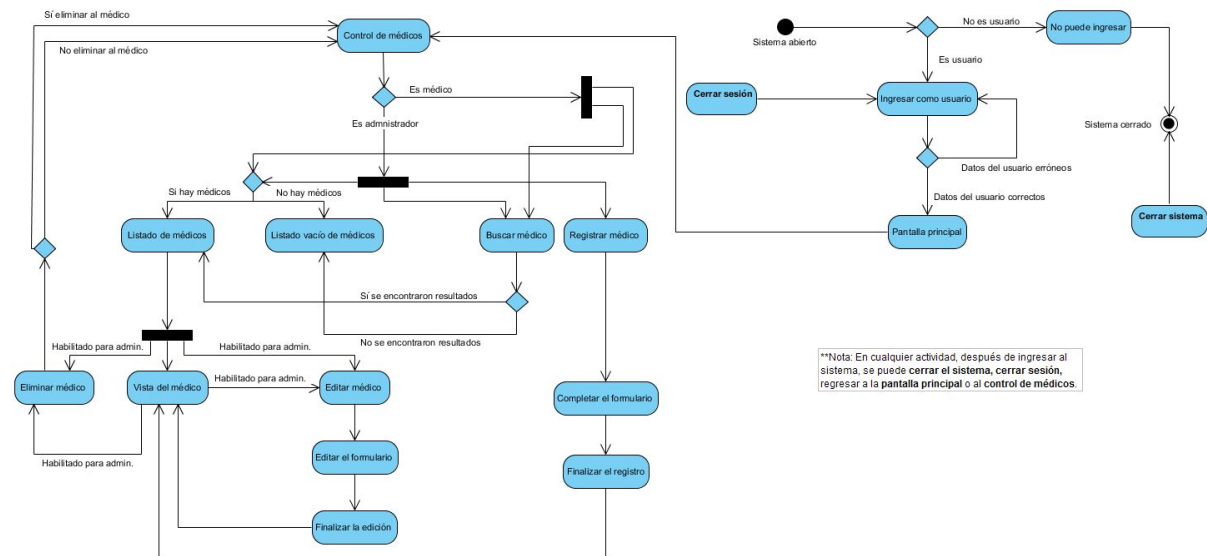 Sí eliminar al médico
No eliminar al médico
Control de médicos
Es médico
Es admnistrador
Si hay médicos
No hay médicos
Listado de médicos
Listado vacío de médicos
Buscar médico
Registrar médico
Sí se encontraron resultados
No se encontraron resultados
Habilitado para admin.
Habilitado para admin.
Eliminar médico
Vista del médico
Habilitado para admin.
Editar médico
Habilitado para admin.
Editar el formulario
Finalizar la edición
Completar el formulario
Finalizar el registro
Sistema abierto
No es usuario
No puede ingresar
Es usuario
Cerrar sesión
Ingresar como usuario
Sistema cerrado
Datos del usuario erróneos
Datos del usuario correctos
Pantalla principal
Cerrar sistema
**Nota: En cualquier actividad, después de ingresar al
sistema, se puede cerrar el sistema, cerrar sesión,
regresar a la pantalla principal o al control de médicos.